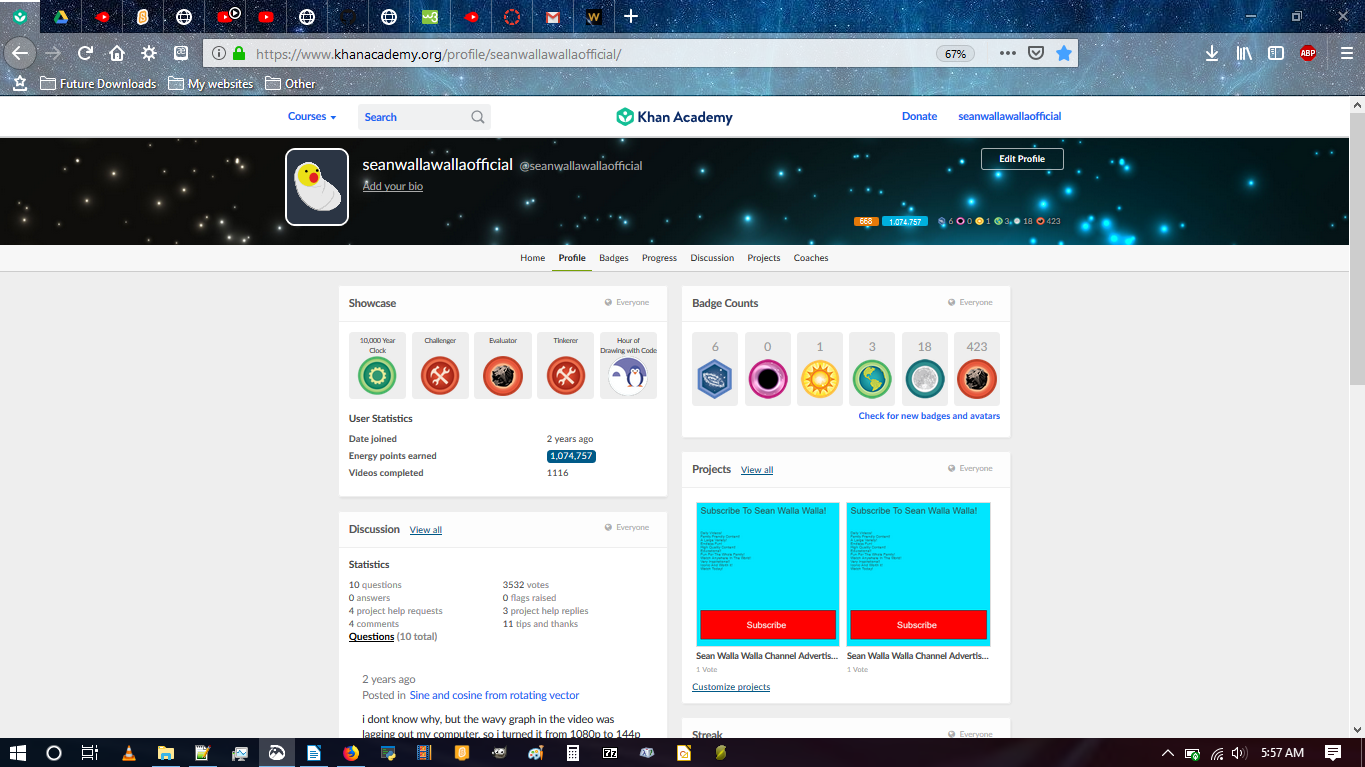 https://www.khanacademy.org/profile/seanwallawallaofficial/
67%
ABP
Future Downloads
My websites
Other
Courses
Search
Khan Academy
Donate
seanwallawallaofficial
seanwallawallaofficial @seanwallawallaofficial
Add your bio
Edit Profile
668 1,074,757 6 0 1 3 18 423
Home Profile Badges Progress Discussion Projects Coaches
Showcase
Everyone
10,000 Year
Clock
Challenger
Evaluator
Tinkerer
Hour of
Drawing with Code
User Statistics
Date joined 2 years ago
Energy points earned 1,074,757
Videos completed 1116
Badge Counts
Everyone
6 0 1 3 18 423
Check for new badges and avatars
Projects View all
Everyone
Subscribe To Sean Walla Walla!
Subscribe
Sean Walla Walla Channel Advertis...
1 Vote
Subscribe To Sean Walla Walla!
Subscribe
Sean Walla Walla Channel Advertis...
1 Vote
Customize projects
Discussion View all
Everyone
Statistics
10 questions 3532 votes
0 answers 0 flags raised
4 project help requests 3 project help replies
4 comments 11 tips and thanks
Questions (10 total)
2 years ago
Posted in Sine and cosine from rotating vector
i dont know why, but the wavy graph in the video was
lagging out my computer, so i turned it from 1080p to 144p
Streak
Everyone
5:57 AM